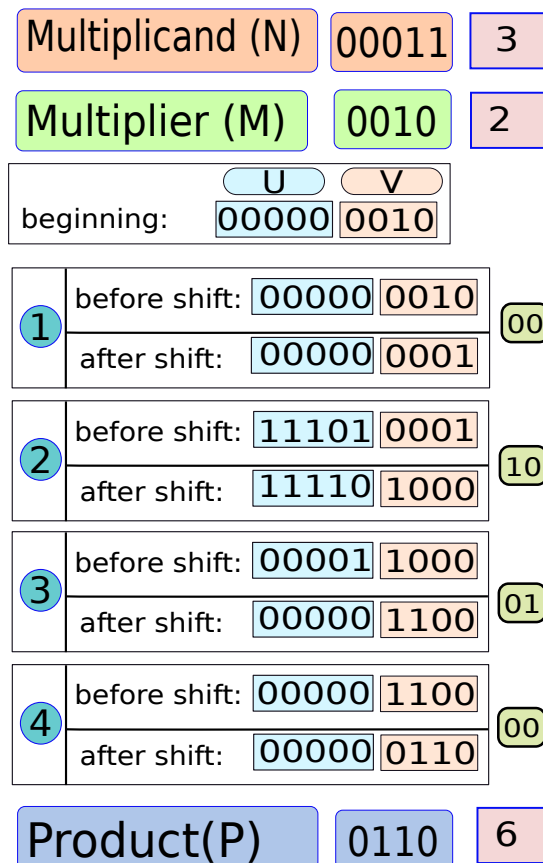 Multiplicand (N) 00011 3
Multiplier (M) 0010 2
U V
beginning: 00000 0010
1 before shift: 00000 0010 00
after shift: 00000 0001
2 before shift: 11101 0001 10
after shift: 11110 1000
3 before shift: 00001 1000 01
after shift: 00000 1100
4 before shift: 00000 1100 00
after shift: 00000 0110
Product(P) 0110 6